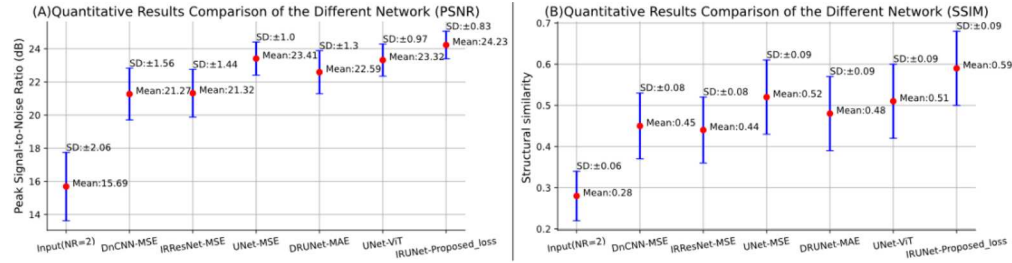 (A)Quantitative Results Comparison of the Different Network (PSNR)
Peak Signal-to-Noise Ratio (dB)
24
22
20
18
16
14
SD:±2.06
Mean:15.69
SD:±1.56
Mean:21.27
SD:±1.44
Mean:21.32
SD:±1.0
Mean:23.41
SD:±1.3
Mean:22.59
SD:±0.97
Mean:23.32
SD:±0.83
Mean:24.23
Input(NR=2)
DnCNN-MSE
IRResNet-MSE
UNet-MSE
DRUNet-MAE
UNet-ViT
IRUNet-Proposed_loss
(B)Quantitative Results Comparison of the Different Network (SSIM)
Structural similarity
0.7
0.6
0.5
0.4
0.3
0.2
SD:±0.06
Mean:0.28
SD:±0.08
Mean:0.45
SD:±0.08
Mean:0.44
SD:±0.09
Mean:0.52
SD:±0.09
Mean:0.48
SD:±0.09
Mean:0.51
SD:±0.09
Mean:0.59
Input(NR=2)
DnCNN-MSE
IRResNet-MSE
UNet-MSE
DRUNet-MAE
UNet-ViT
IRUNet-Proposed_loss